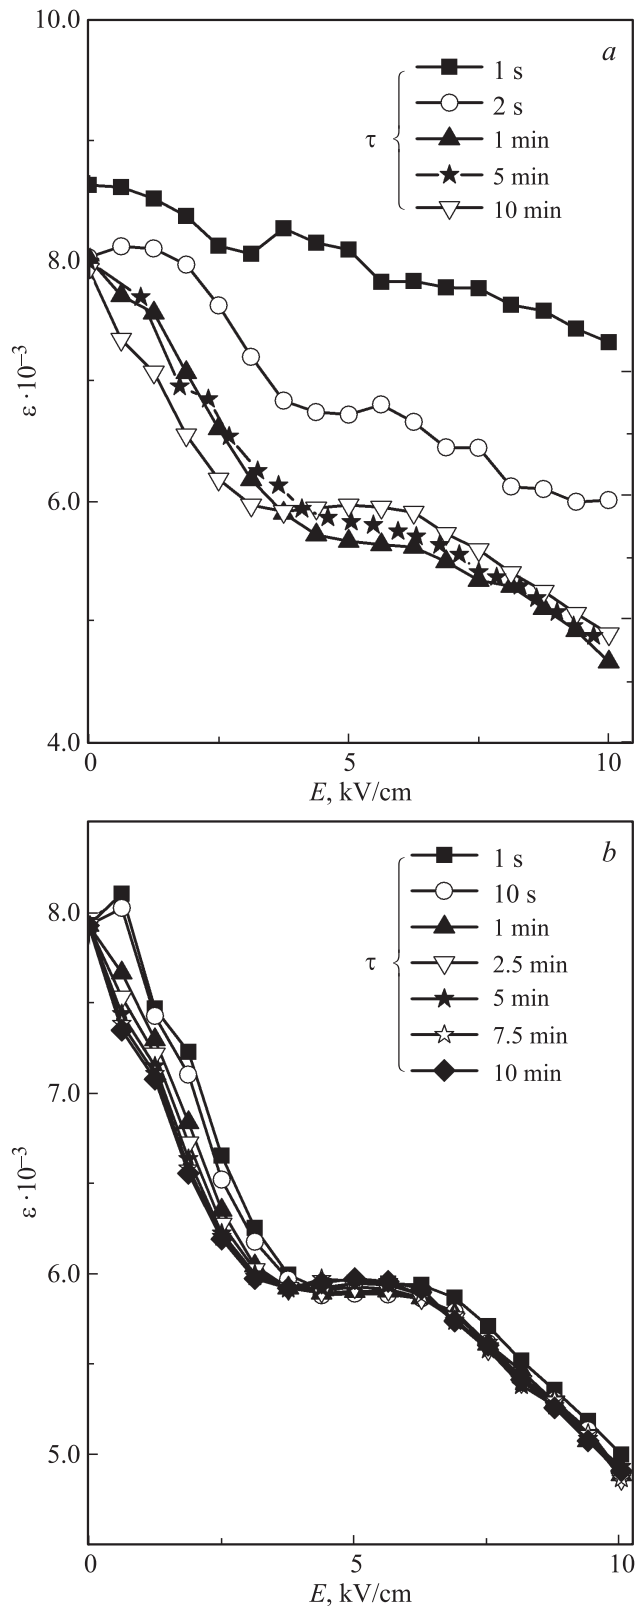 10.0
a
1 s
2 s
τ
1 min
5 min
10 min
8.0
ε·10⁻³
6.0
4.0
0
5
10
E, kV/cm
b
1 s
10 s
1 min
τ
2.5 min
5 min
7.5 min
10 min
8.0
7.0
ε·10⁻³
6.0
5.0
0
5
10
E, kV/cm